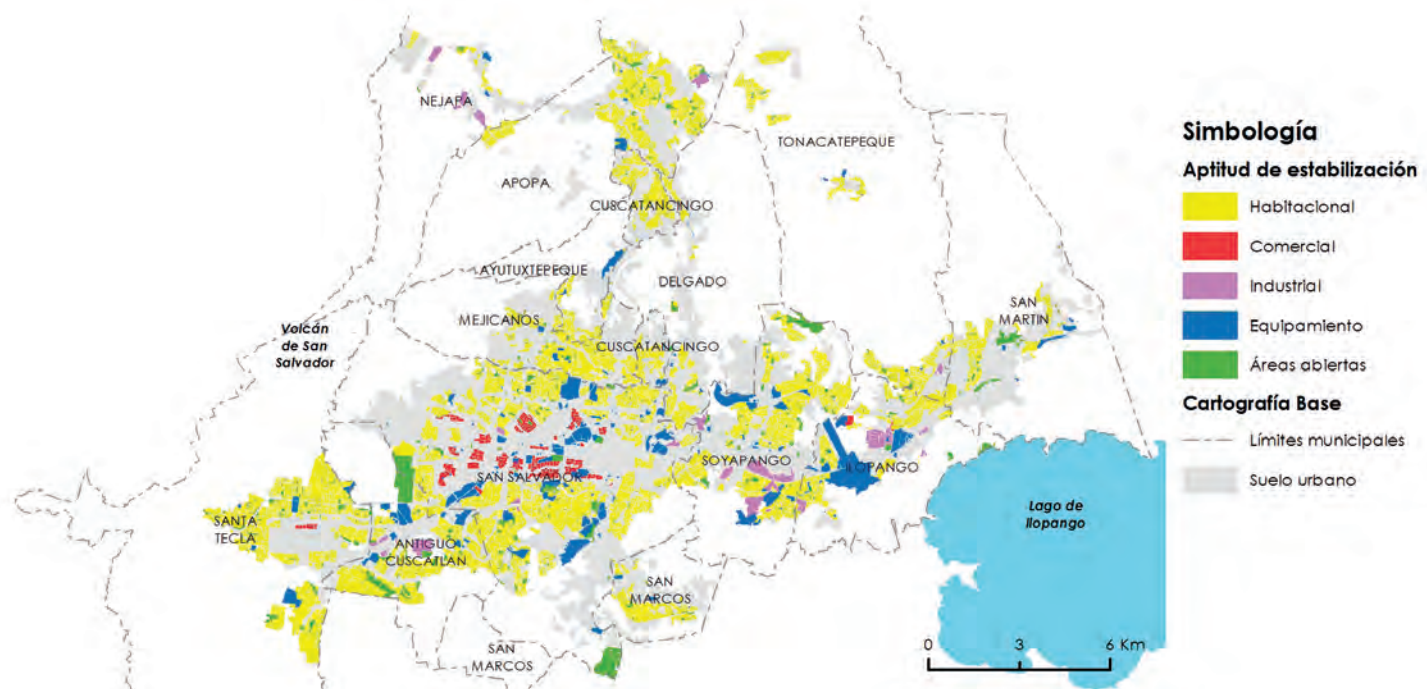 NEJAPA
TONACATEPEQUE
APOPA
CUSCATANCINGO
AYUTUXTEPEQUE
DELGADO
SAN
MARTIN
MEJICANOS
CUSCATANCINGO
Volcán
de San
Salvador
SOYAPANGO
ILOPANGO
SAN SALVADOR
SANTA
TECLA
ANTIGUO
CUSCATLAN
SAN
MARCOS
SAN
MARCOS
Lago de
Ilopango
0 3 6 Km
Simbología
Aptitud de estabilización
Habitacional
Comercial
Industrial
Equipamiento
Áreas abiertas
Cartografía Base
Límites municipales
Suelo urbano